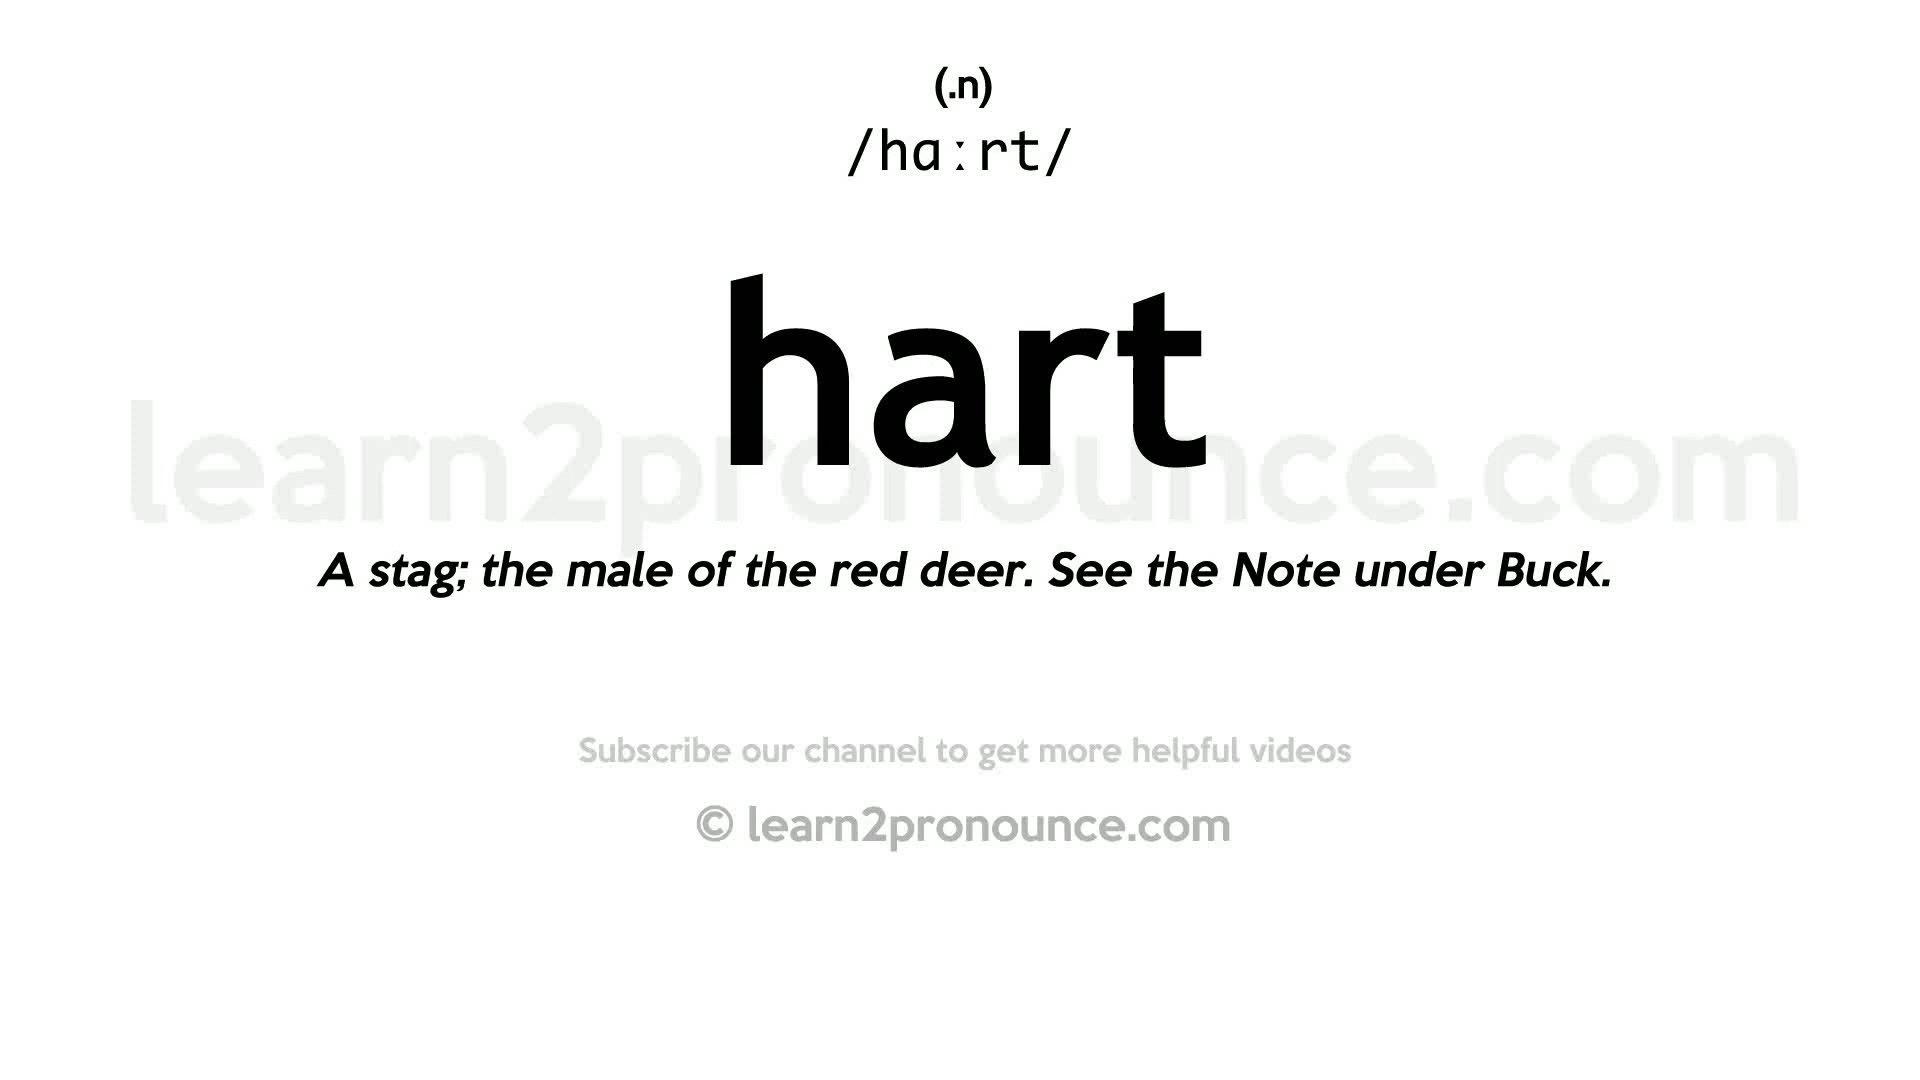 (.n)
/hɑːrt/
hart
learn2pronounce.com
A stag; the male of the red deer. See the Note under Buck.
Subscribe our channel to get more helpful videos
© learn2pronounce.com